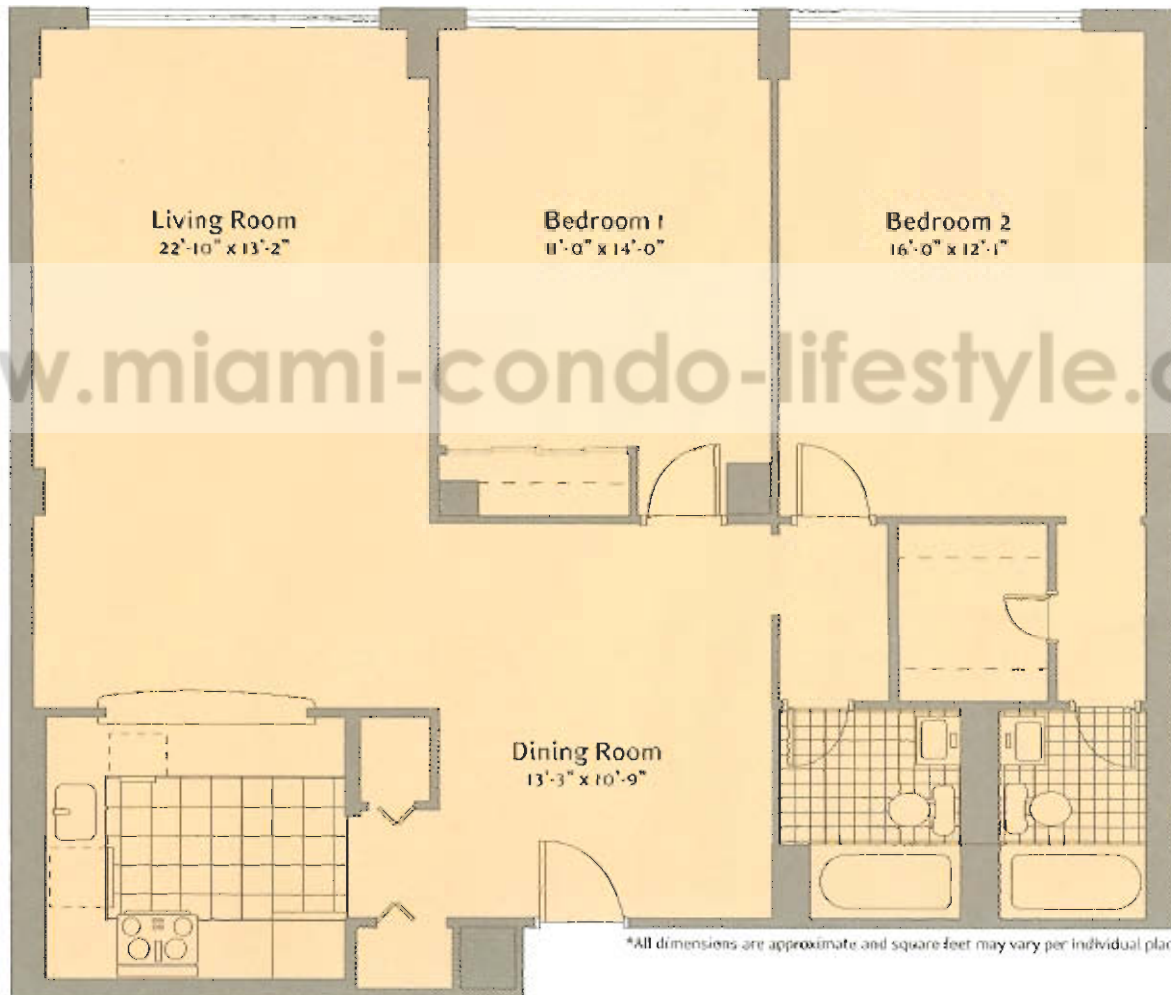 Living Room
22'-10" x 13'-2"
Bedroom 1
11'-0" x 14'-0"
Bedroom 2
16'-0" x 12'-1"
w.miami-condo-lifestyle.c
Dining Room
13'-3" x 10'-9"
*All dimensions are approximate and square feet may vary per individual plac